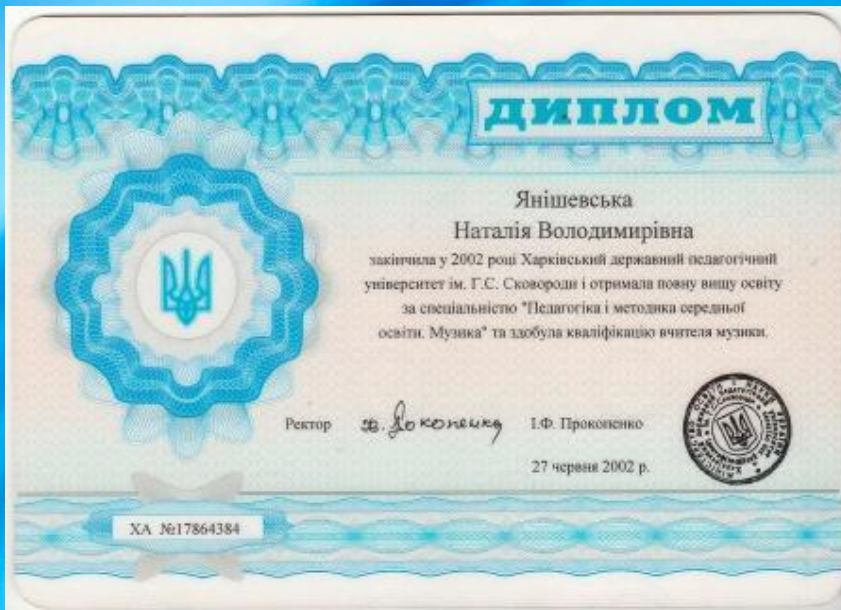 ДИПЛОМ
Янішевська
Наталія Володимирівна
закінчила у 2002 році Харківський державний педагогічний
університет ім. Г.С. Сковороди і отримала повну вищу освіту
за спеціальністю "Педагогіка і методика середньої
освіти. Музика" та здобула кваліфікацію вчителя музики.
Ректор
І.Ф. Прокопенко
27 червня 2002 р.
ХА №17864384